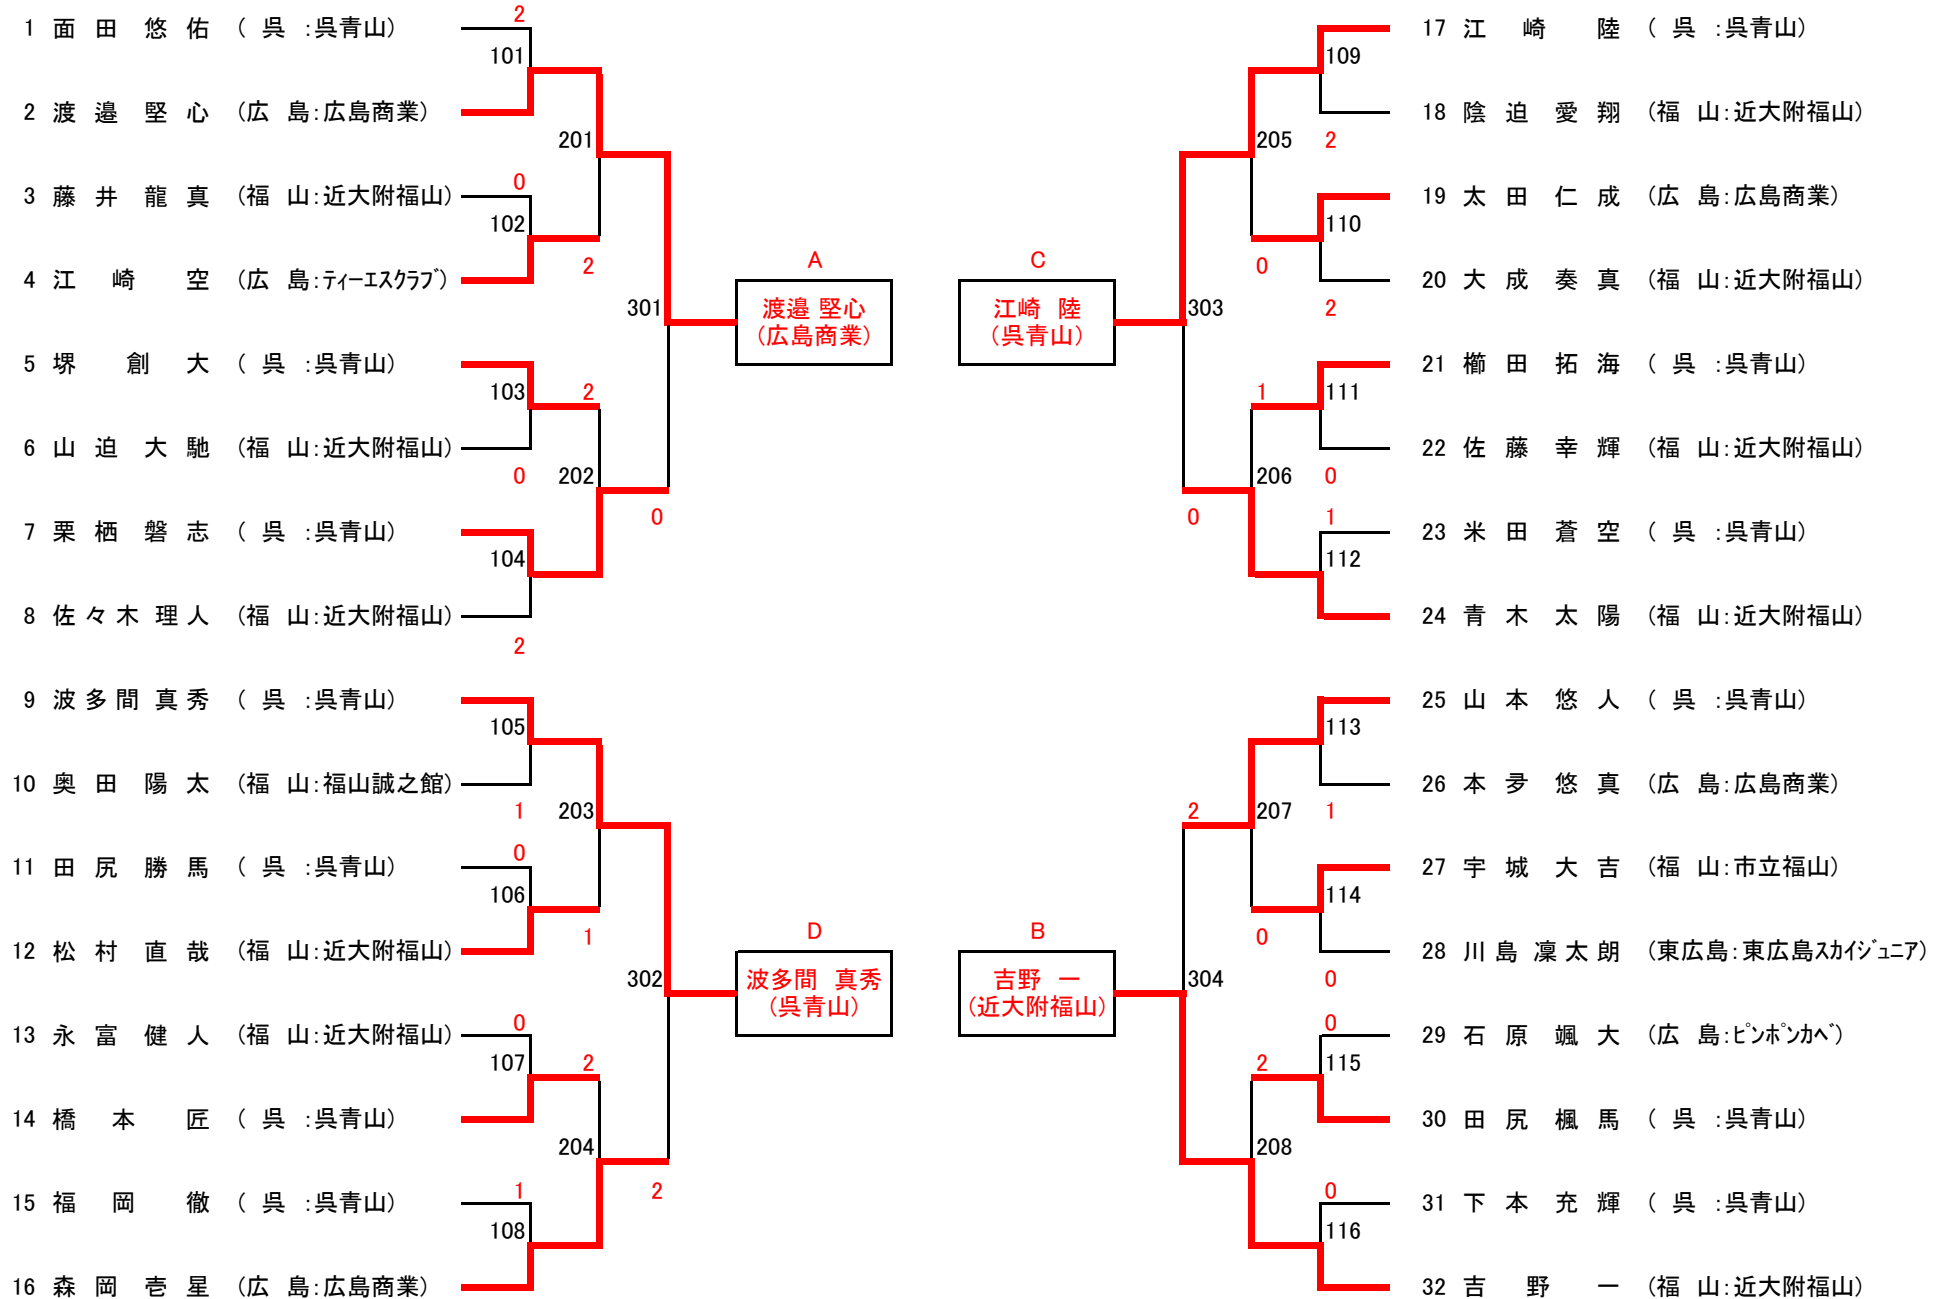 1 面田悠佑 ( 呉 :呉青山)
2
101
2 渡邉堅心 (広 島:広島商業)
201
3 藤井龍真 (福 山:近大附福山)
0
102
2
4 江崎空 (広 島:ティーエスクラブ)
301
A
渡邉 堅心
(広島商業)
5 堺創大 ( 呉 :呉青山)
103
2
6 山迫大馳 (福 山:近大附福山)
0
202
0
7 栗栖磐志 ( 呉 :呉青山)
104
8 佐々木理人 (福 山:近大附福山)
2
9 波多間真秀 ( 呉 :呉青山)
105
10 奥田陽太 (福 山:福山誠之館)
1
203
11 田尻勝馬 ( 呉 :呉青山)
0
106
1
12 松村直哉 (福 山:近大附福山)
302
D
波多間 真秀
(呉青山)
13 永富健人 (福 山:近大附福山)
0
107
2
14 橋本匠 ( 呉 :呉青山)
204
2
15 福岡徹 ( 呉 :呉青山)
1
108
16 森岡壱星 (広 島:広島商業)
17 江崎陸 ( 呉 :呉青山)
109
18 陰迫愛翔 (福 山:近大附福山)
205
2
19 太田仁成 (広 島:広島商業)
110
0
20 大成奏真 (福 山:近大附福山)
2
303
C
江崎 陸
(呉青山)
21 櫛田拓海 ( 呉 :呉青山)
1
111
22 佐藤幸輝 (福 山:近大附福山)
206
0
0
23 米田蒼空 ( 呉 :呉青山)
1
112
24 青木太陽 (福 山:近大附福山)
25 山本悠人 ( 呉 :呉青山)
113
26 本多悠真 (広 島:広島商業)
2
207
1
27 宇城大吉 (福 山:市立福山)
114
0
28 川島凜太朗 (東広島:東広島スカイジュニア)
0
304
B
吉野 一
(近大附福山)
29 石原颯大 (広 島:ピンポンカベ)
0
2
115
30 田尻楓馬 ( 呉 :呉青山)
208
31 下本充輝 ( 呉 :呉青山)
0
116
32 吉野一 (福 山:近大附福山)